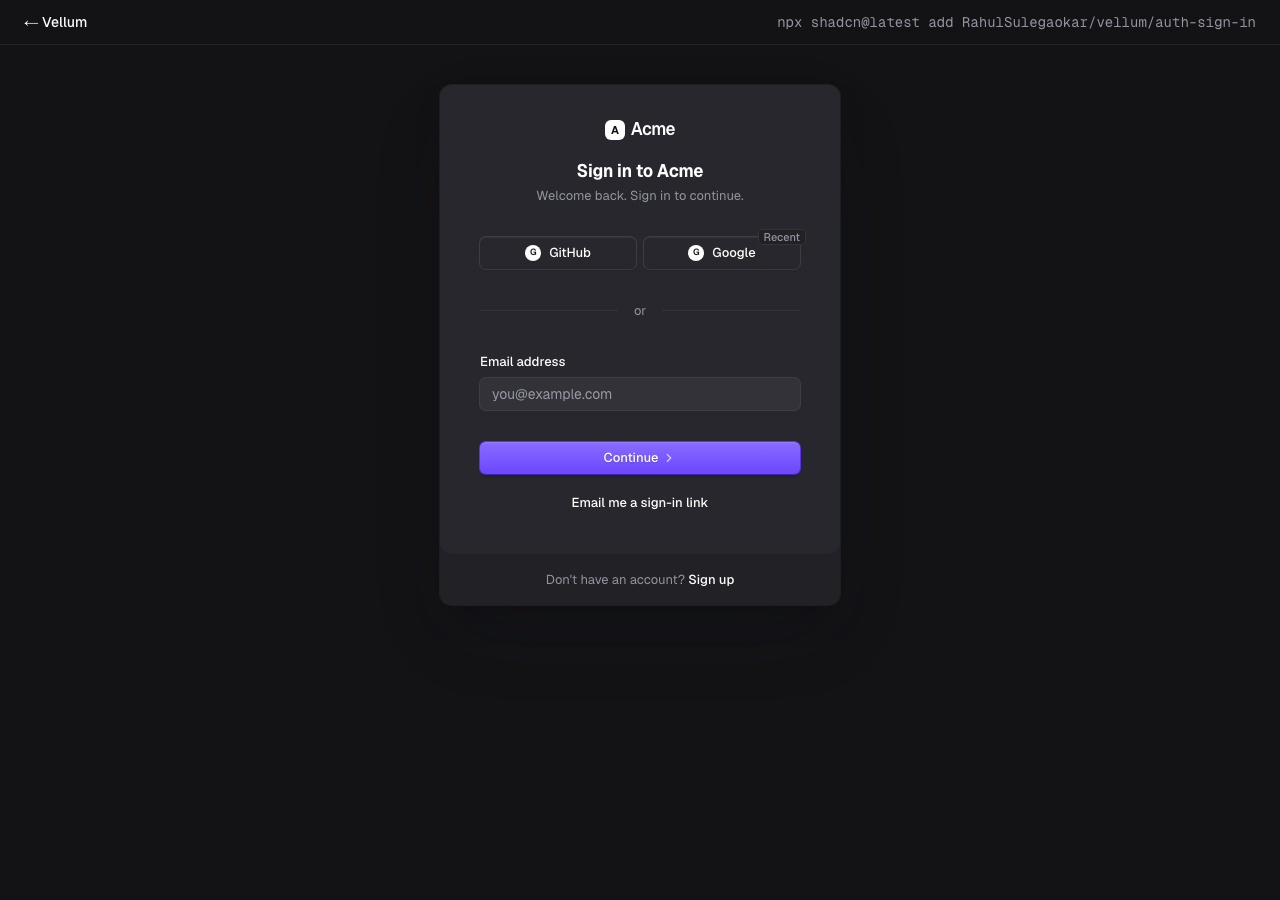 ← Vellum
npx shadcn@latest add RahulSulegaokar/vellum/auth-sign-in
A Acme
Sign in to Acme
Welcome back. Sign in to continue.
G GitHub
G Google
Recent
or
Email address
you@example.com
Continue
Email me a sign-in link
Don't have an account? Sign up